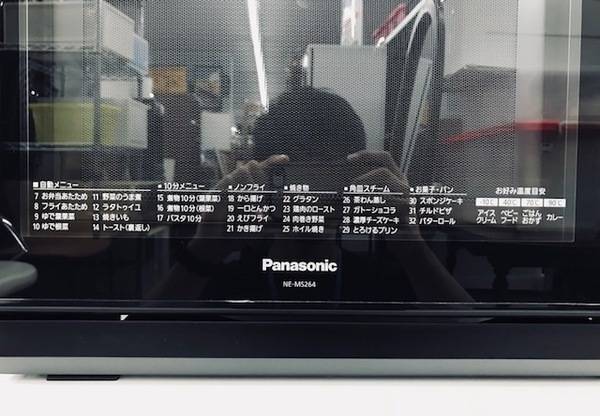 ■自動メニュー
7 お弁当あたため
8 フライあたため
9 ゆで葉果菜
10 ゆで根菜
11 野菜のうま煮
12 ラタトゥイユ
13 焼きいも
14 トースト(裏返し)
■10分メニュー
15 煮物10分(葉果菜)
16 煮物10分(根菜)
17 パスタ10分
■ノンフライ
18 から揚げ
19 一口とんかつ
20 えびフライ
21 かき揚げ
■焼き物
22 グラタン
23 鶏肉のロースト
24 肉巻き野菜
25 ホイル焼き
■角皿スチーム
26 茶わん蒸し
27 ガトーショコラ
28 濃厚チーズケーキ
29 とろけるプリン
■お菓子・パン
30 スポンジケーキ
31 チルドピザ
32 バターロール
お好み温度目安
-10℃ 40℃ 70℃ 90℃
アイス ベビー ごはん カレー
クリーム フード おかず
Panasonic
NE-MS264